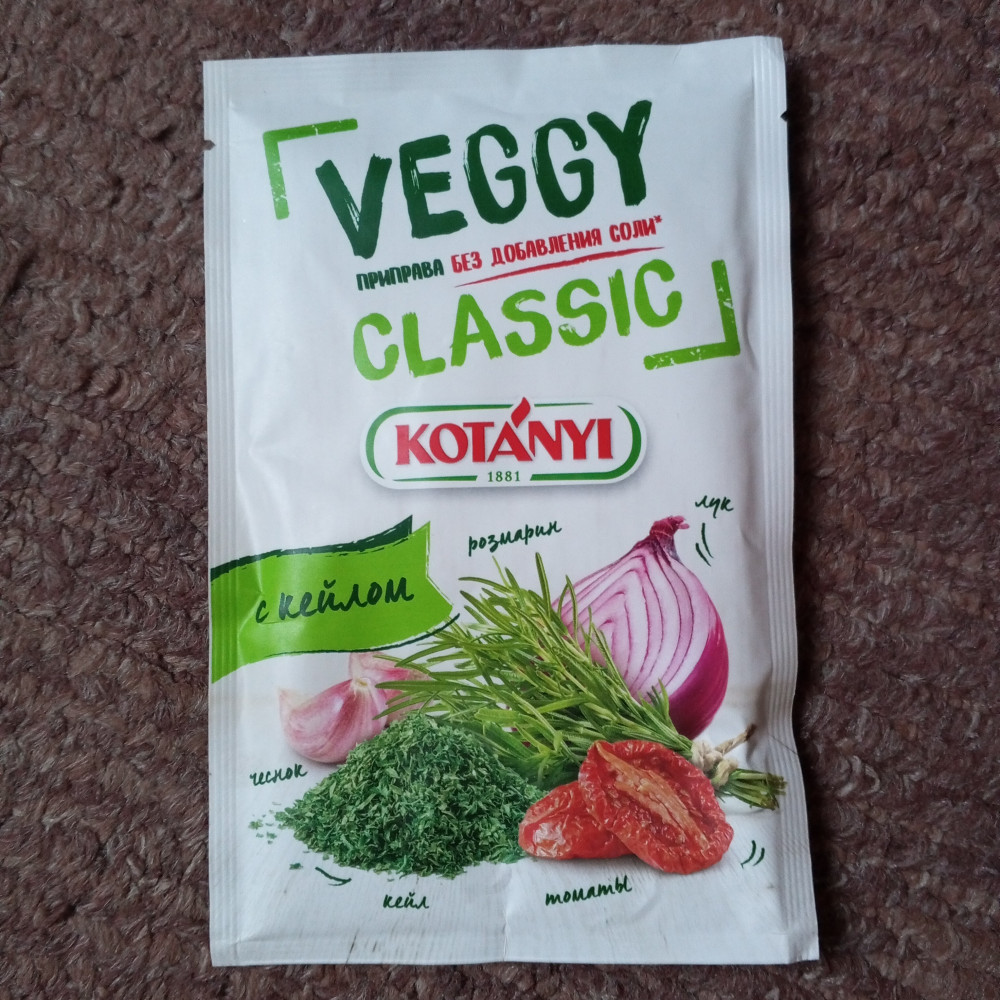 VEGGY
ПРИПРАВА БЕЗ ДОБАВЛЕНИЯ СОЛИ*
CLASSIC
KOTÁNYI
1881
лук
розмарин
с кейлом
чеснок
кейл
томаты